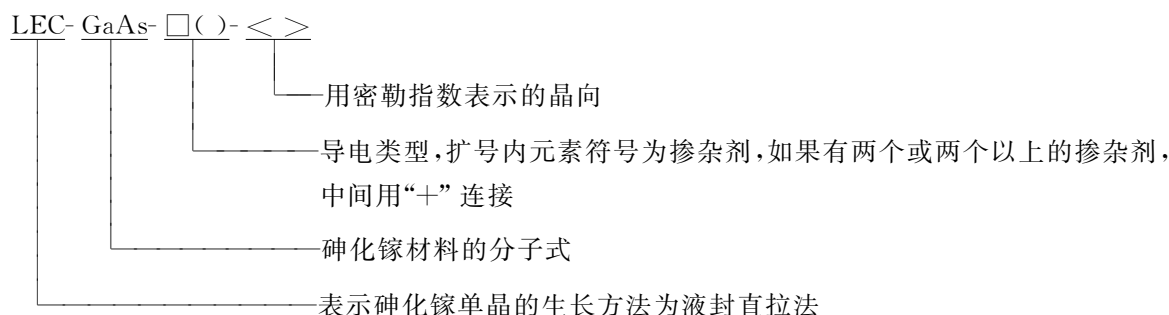 LEC-GaAs-□( )-< >
用密勒指数表示的晶向
导电类型,扩号内元素符号为掺杂剂,如果有两个或两个以上的掺杂剂,
中间用“+”连接
砷化镓材料的分子式
表示砷化镓单晶的生长方法为液封直拉法